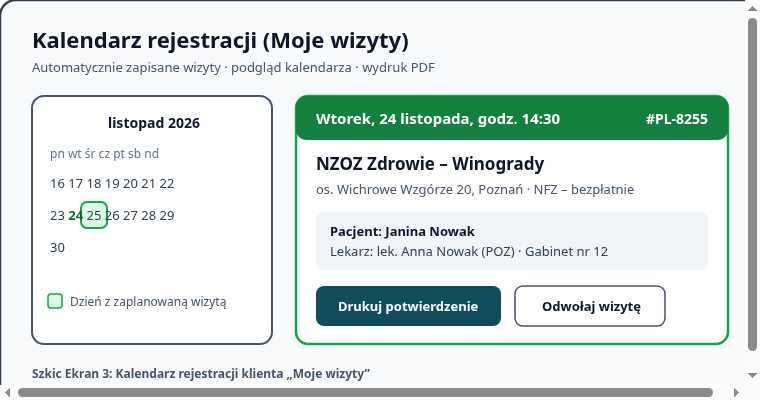 Kalendarz rejestracji (Moje wizyty)
Automatycznie zapisane wizyty · podgląd kalendarza · wydruk PDF
listopad 2026
pn wt śr cz pt sb nd
16 17 18 19 20 21 22
23 24 25 26 27 28 29
30
Dzień z zaplanowaną wizytą
Wtorek, 24 listopada, godz. 14:30 #PL-8255
NZOZ Zdrowie – Winogrady
os. Wichrowe Wzgórze 20, Poznań · NFZ – bezpłatnie
Pacjent: Janina Nowak
Lekarz: lek. Anna Nowak (POZ) · Gabinet nr 12
Drukuj potwierdzenie Odwołaj wizytę
Szkic Ekran 3: Kalendarz rejestracji klienta „Moje wizyty”